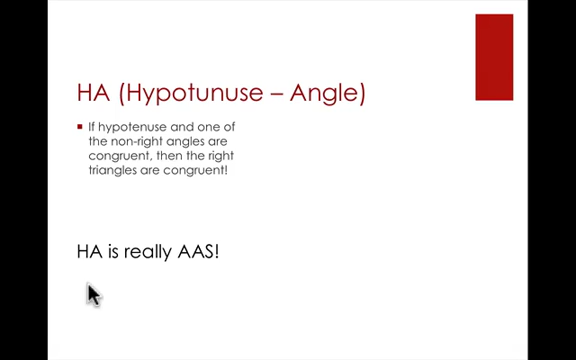 HA (Hypotunuse – Angle)
If hypotenuse and one of
the non-right angles are
congruent, then the right
triangles are congruent!
HA is really AAS!